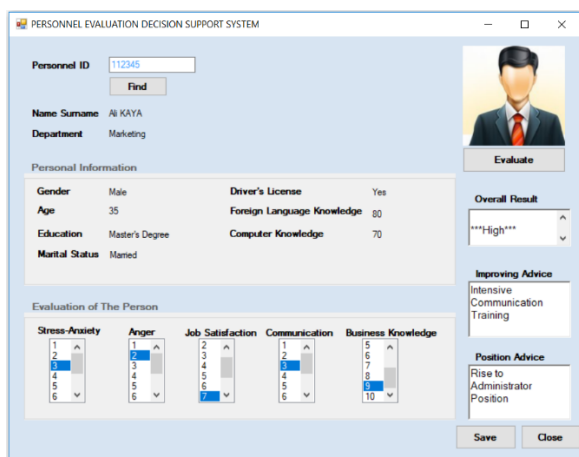 PERSONNEL EVALUATION DECISION SUPPORT SYSTEM
Personnel ID 112345
Find
Name Surname Ali KAYA
Department Marketing
Evaluate
Personal Information
Gender Male Driver's License Yes
Age 35 Foreign Language Knowledge 80
Education Master's Degree Computer Knowledge 70
Marital Status Married
Overall Result
***High***
Improving Advice
Intensive
Communication
Training
Evaluation of The Person
Stress-Anxiety Anger Job Satisfaction Communication Business Knowledge
1 1 2 1 5
2 2 3 2 6
3 3 4 3 7
4 4 5 4 8
5 5 6 5 9
6 6 7 6 10
Position Advice
Rise to
Administrator
Position
Save Close